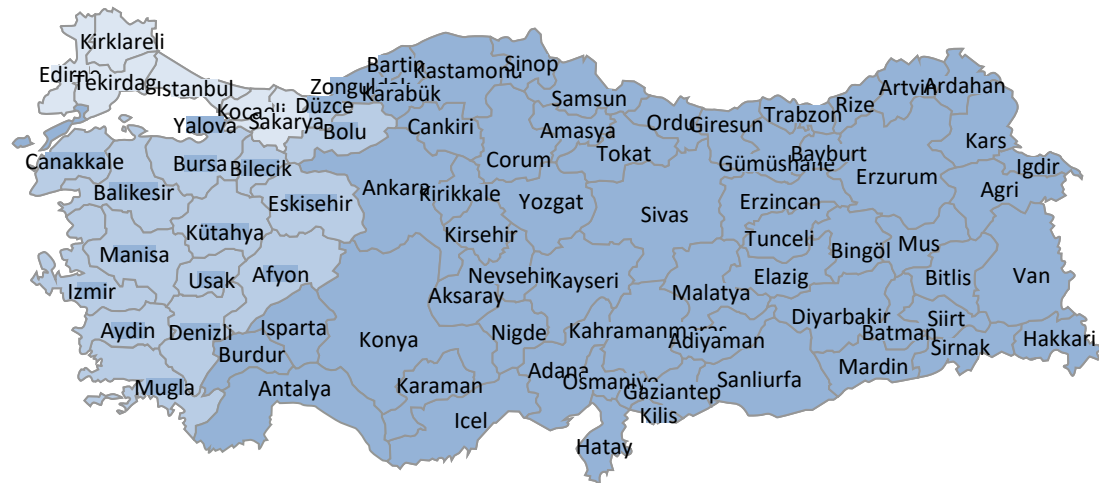 Kirklareli
Edirne
Tekirdag
Istanbul
Kocaeli
Sakarya
Düzce
Yalova
Bolu
Zonguldak
Bartin
Karabük
Kastamonu
Sinop
Cankiri
Samsun
Amasya
Corum
Tokat
Ordu
Giresun
Trabzon
Rize
Artvin
Ardahan
Kars
Igdir
Agri
Gümüshane
Bayburt
Erzurum
Erzincan
Canakkale
Balikesir
Bursa
Bilecik
Eskisehir
Kütahya
Ankara
Kirikkale
Yozgat
Sivas
Kirsehir
Manisa
Usak
Afyon
Izmir
Nevsehir
Kayseri
Aksaray
Malatya
Tunceli
Elazig
Bingöl
Mus
Bitlis
Van
Aydin
Denizli
Isparta
Burdur
Konya
Nigde
Kahramanmaras
Adiyaman
Diyarbakir
Batman
Siirt
Sirnak
Hakkari
Mugla
Antalya
Karaman
Icel
Adana
Osmaniye
Gaziantep
Kilis
Sanliurfa
Mardin
Hatay